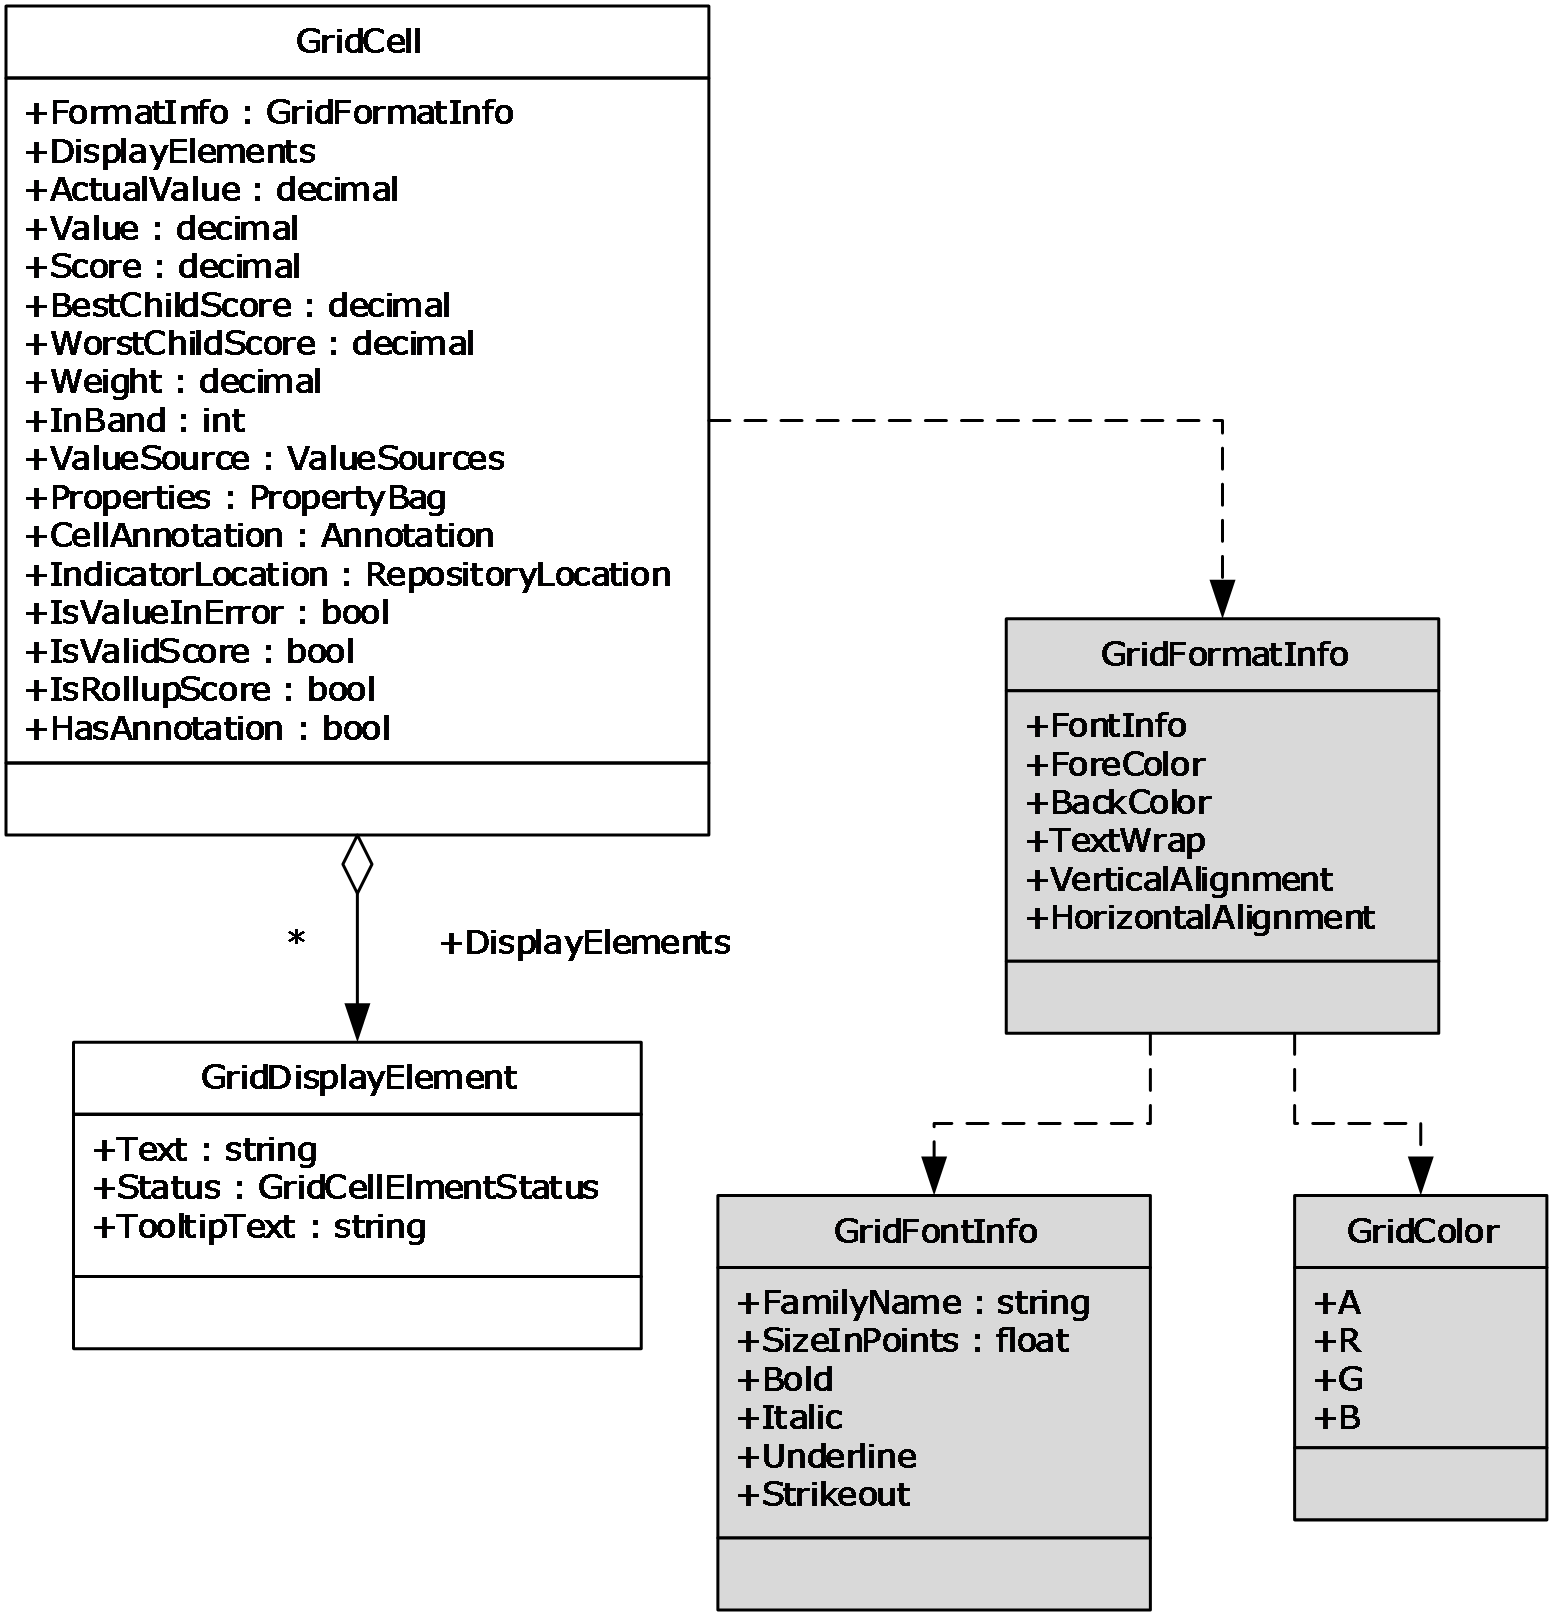 GridCell
+FormatInfo : GridFormatInfo
+DisplayElements
+ActualValue : decimal
+Value : decimal
+Score : decimal
+BestChildScore : decimal
+WorstChildScore : decimal
+Weight : decimal
+InBand : int
+ValueSource : ValueSources
+Properties : PropertyBag
+CellAnnotation : Annotation
+IndicatorLocation : RepositoryLocation
+IsValueInError : bool
+IsValidScore : bool
+IsRollupScore : bool
+HasAnnotation : bool
GridFormatInfo
+FontInfo
+ForeColor
+BackColor
+TextWrap
+VerticalAlignment
+HorizontalAlignment
* +DisplayElements
GridDisplayElement
+Text : string
+Status : GridCellElmentStatus
+TooltipText : string
GridFontInfo
+FamilyName : string
+SizeInPoints : float
+Bold
+Italic
+Underline
+Strikeout
GridColor
+A
+R
+G
+B